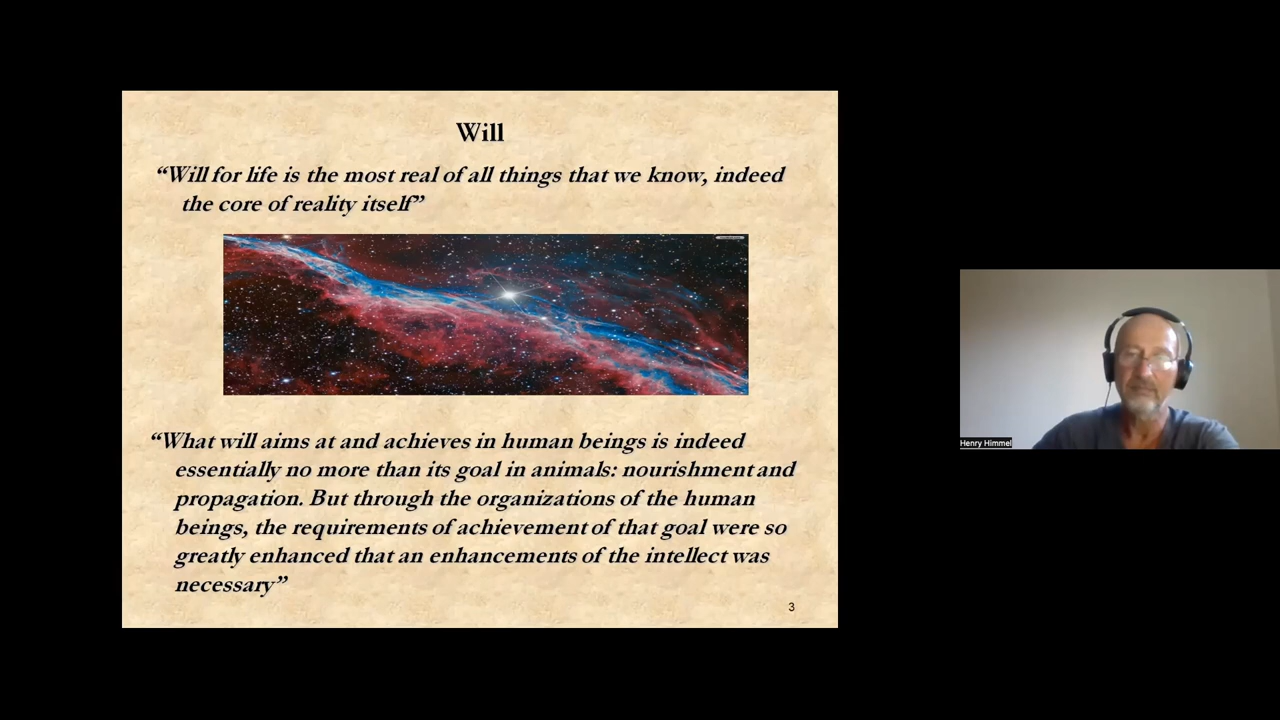 Will
“Will for life is the most real of all things that we know, indeed
the core of reality itself”
“What will aims at and achieves in human beings is indeed
essentially no more than its goal in animals: nourishment and
propagation. But through the organizations of the human
beings, the requirements of achievement of that goal were so
greatly enhanced that an enhancements of the intellect was
necessary”
3
Henry Himmel